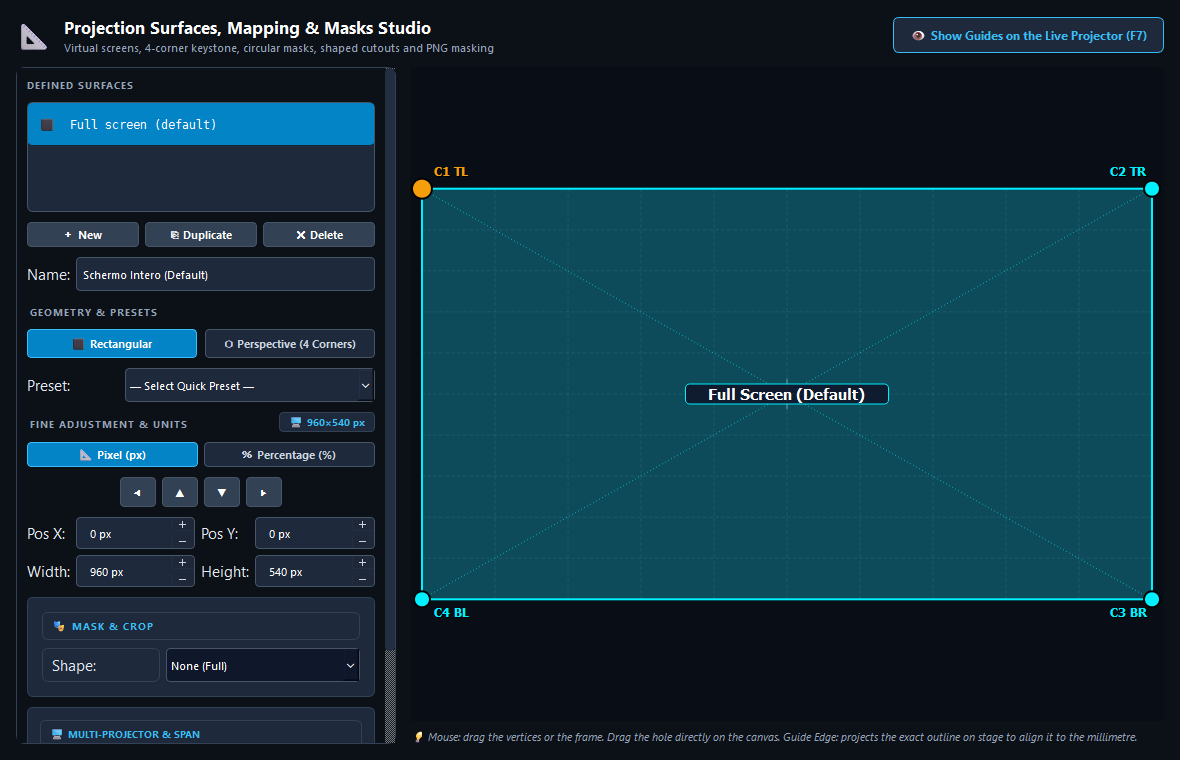 Projection Surfaces, Mapping & Masks Studio
Virtual screens, 4-corner keystone, circular masks, shaped cutouts and PNG masking
Show Guides on the Live Projector (F7)
DEFINED SURFACES
Full screen (default)
+ New
Duplicate
✕ Delete
Name:
Schermo Intero (Default)
GEOMETRY & PRESETS
Rectangular
Perspective (4 Corners)
Preset:
— Select Quick Preset —
FINE ADJUSTMENT & UNITS
960×540 px
Pixel (px)
% Percentage (%)
Pos X:
0 px
Pos Y:
0 px
Width:
960 px
Height:
540 px
MASK & CROP
Shape:
None (Full)
MULTI-PROJECTOR & SPAN
C1 TL
C2 TR
Full Screen (Default)
C4 BL
C3 BR
Mouse: drag the vertices or the frame. Drag the hole directly on the canvas. Guide Edge: projects the exact outline on stage to align it to the millimetre.